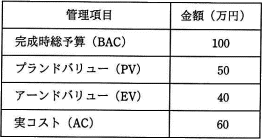 管理項目 金額(万円)
完成時総予算(BAC) 100
プランドバリュー(PV) 50
アーンドバリュー(EV) 40
実コスト(AC) 60